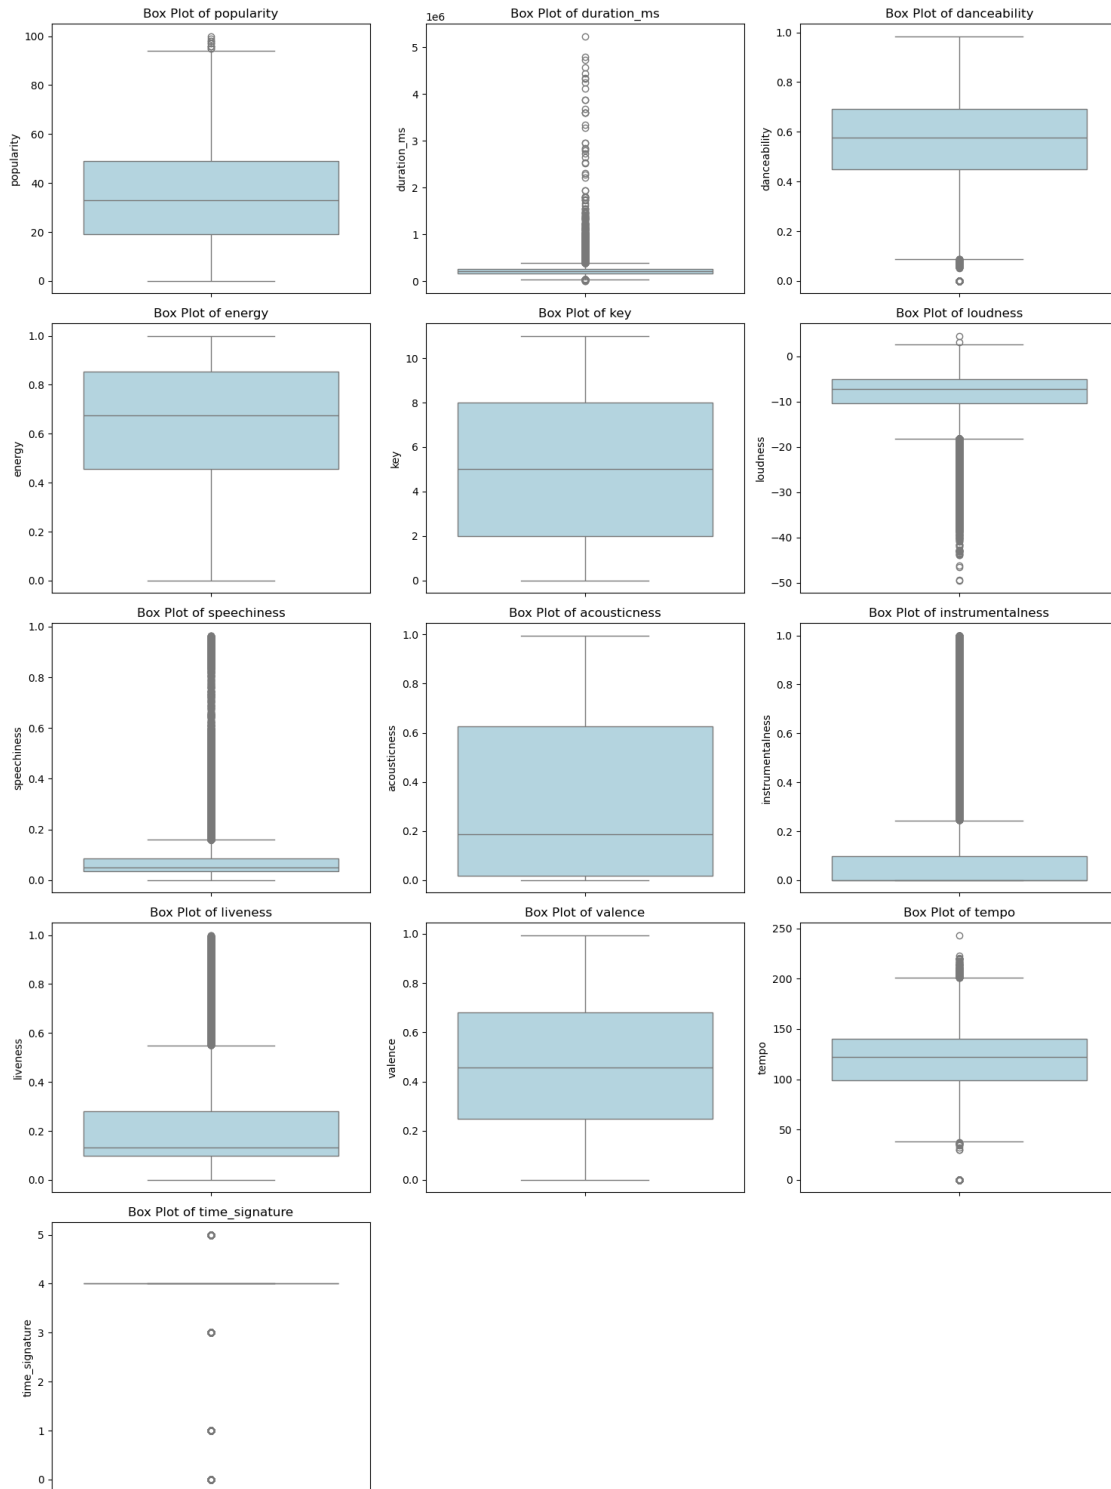 Box Plot of popularity
popularity
100
80
60
40
20
0
Box Plot of duration_ms
1e6
duration_ms
5
4
3
2
1
0
Box Plot of danceability
danceability
1.0
0.8
0.6
0.4
0.2
0.0
Box Plot of energy
energy
1.0
0.8
0.6
0.4
0.2
0.0
Box Plot of key
key
10
8
6
4
2
0
Box Plot of loudness
loudness
0
−10
−20
−30
−40
−50
Box Plot of speechiness
speechiness
1.0
0.8
0.6
0.4
0.2
0.0
Box Plot of acousticness
acousticness
1.0
0.8
0.6
0.4
0.2
0.0
Box Plot of instrumentalness
instrumentalness
1.0
0.8
0.6
0.4
0.2
0.0
Box Plot of liveness
liveness
1.0
0.8
0.6
0.4
0.2
0.0
Box Plot of valence
valence
1.0
0.8
0.6
0.4
0.2
0.0
Box Plot of tempo
tempo
250
200
150
100
50
0
Box Plot of time_signature
time_signature
5
4
3
2
1
0